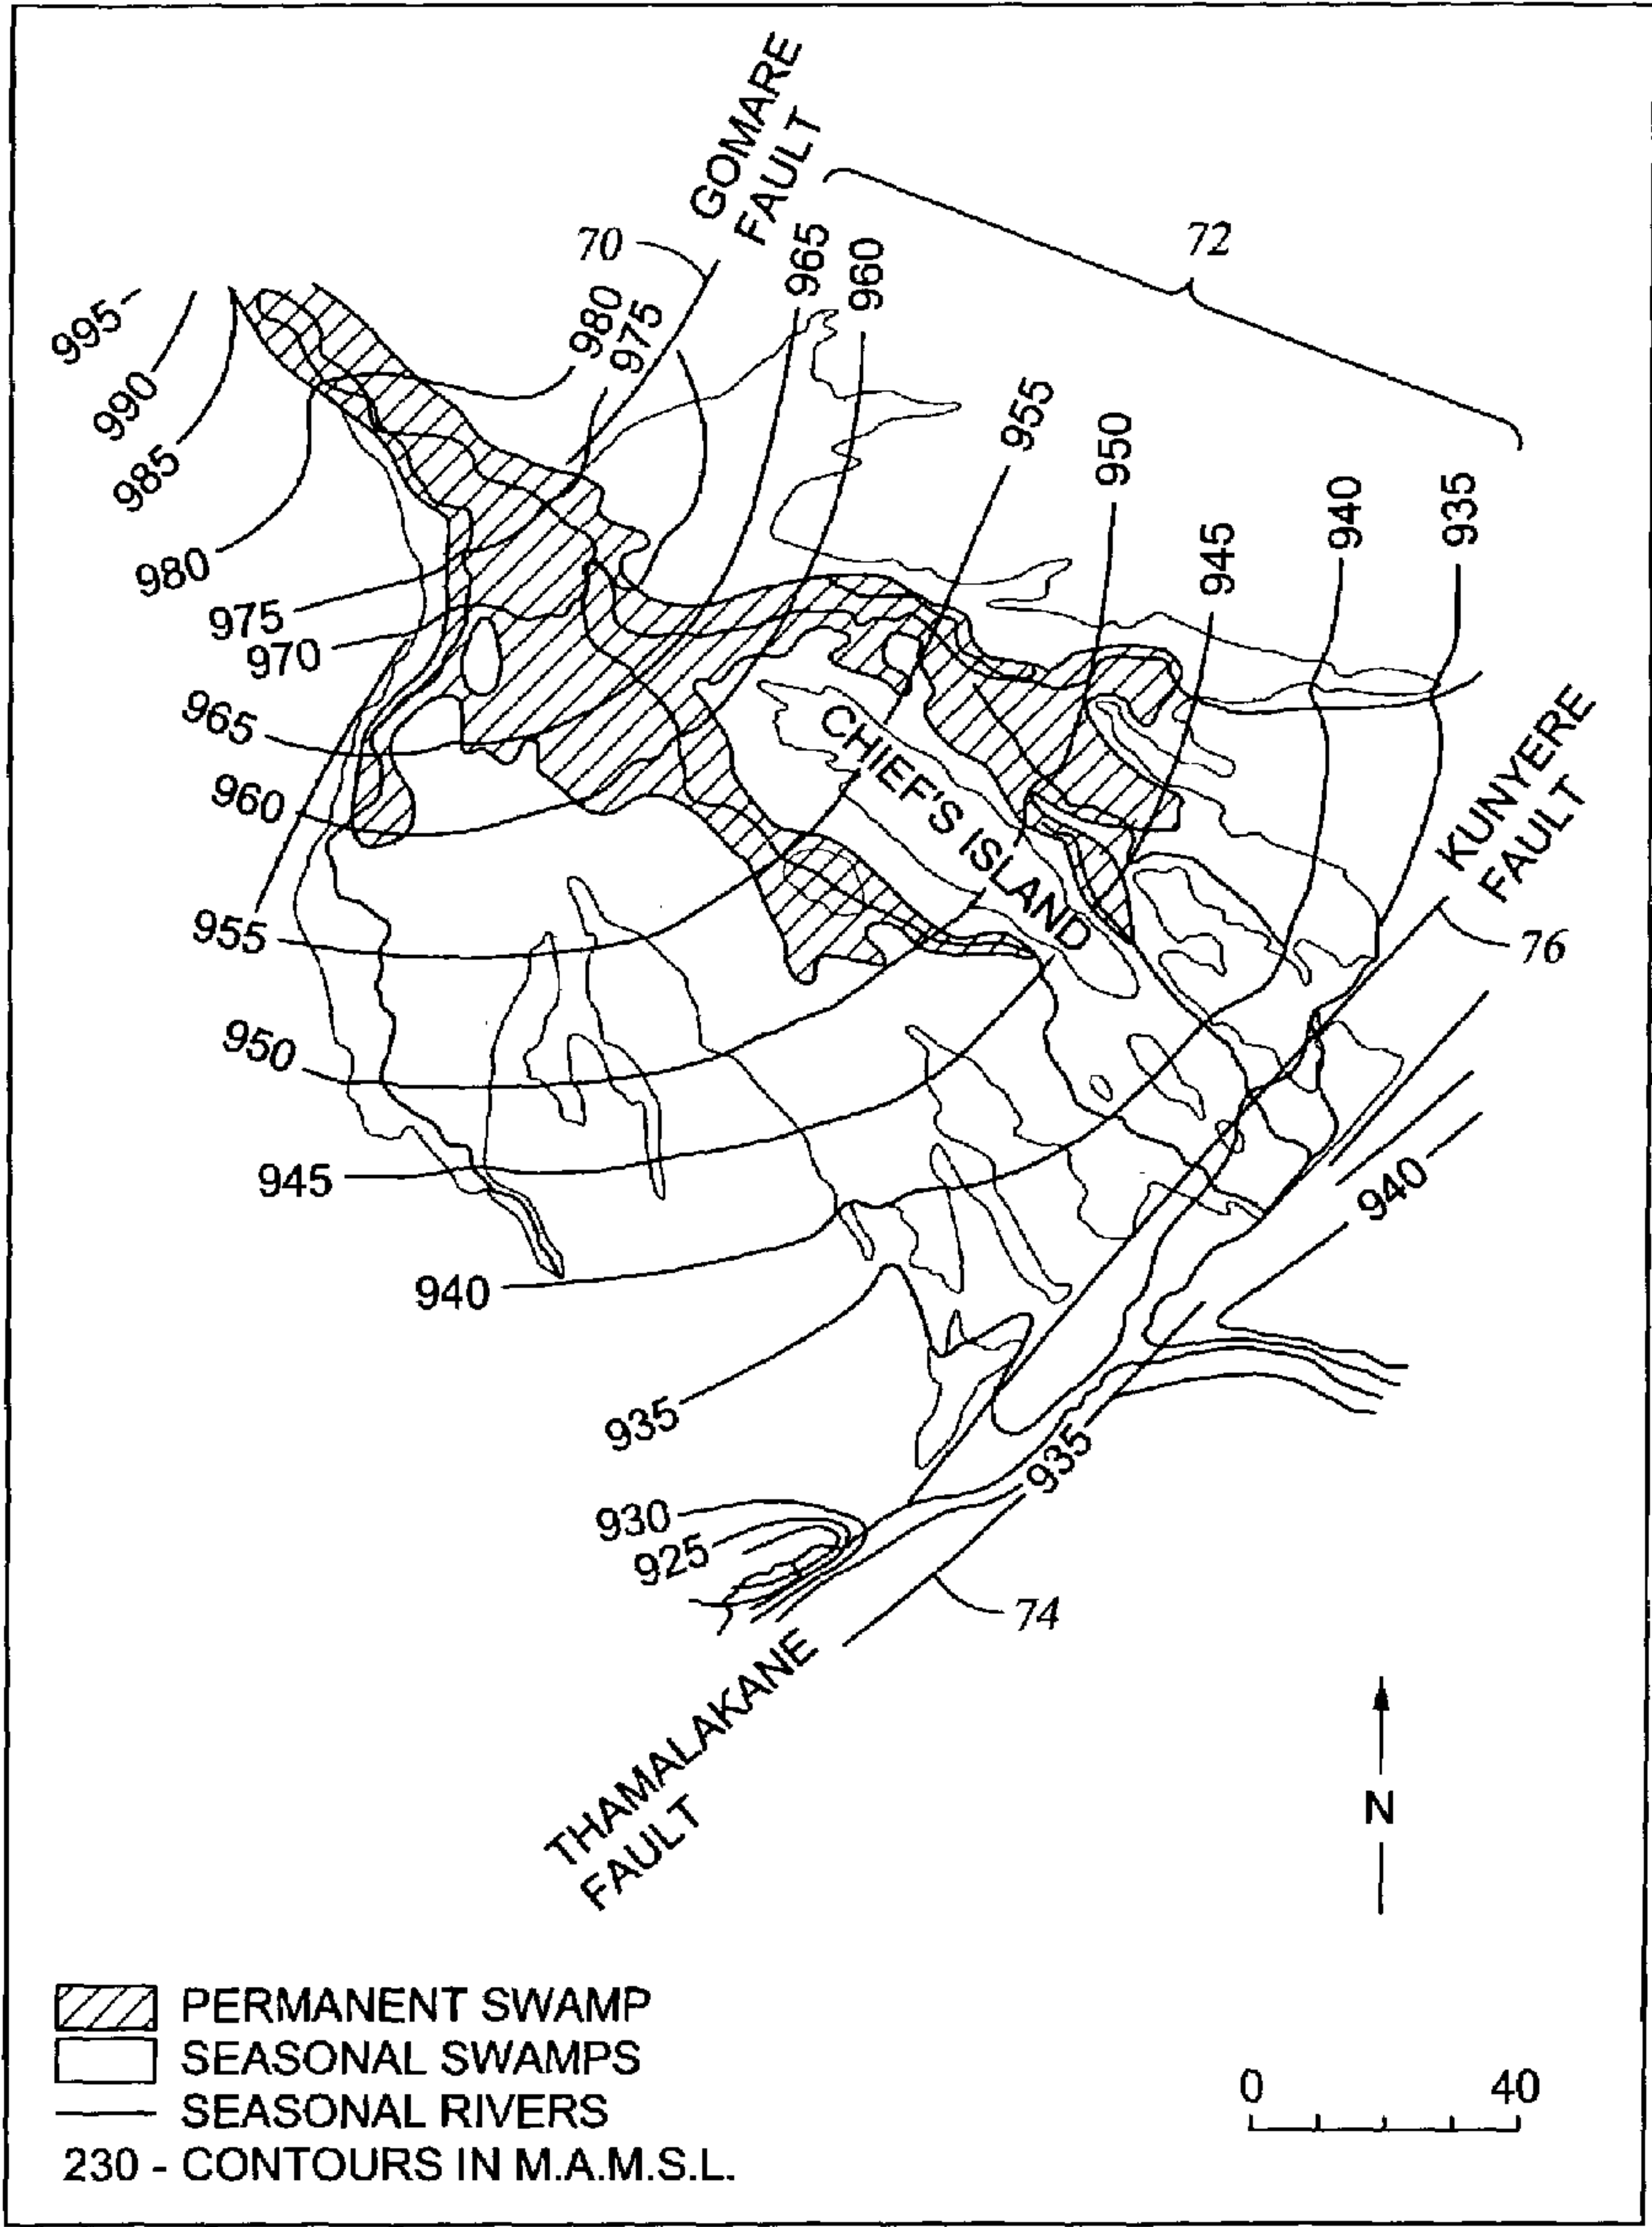 GOMARE
FAULT
70
72
965
960
980
975
995
990
985
980
975
970
965
960
955
955
950
945
940
935
CHIEF'S ISLAND
KUNYERE
FAULT
76
955
950
945
940
940
935
935
930
925
74
THAMALAKANE
FAULT
N
PERMANENT SWAMP
SEASONAL SWAMPS
SEASONAL RIVERS
230 - CONTOURS IN M.A.M.S.L.
0 40